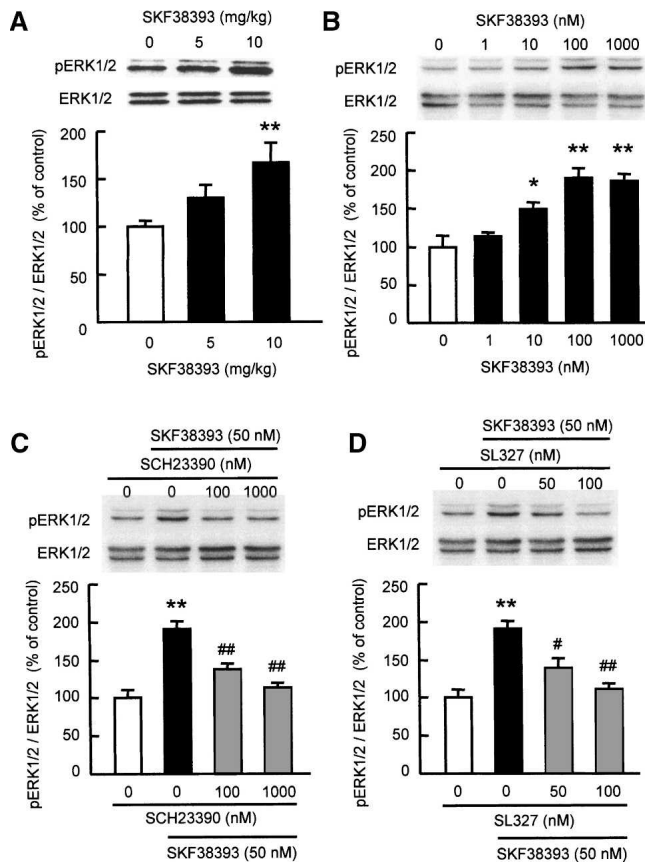 A
SKF38393 (mg/kg)
0 5 10
pERK1/2
ERK1/2
pERK1/2 / ERK1/2 (% of control)
200
150
100
50
0
**
0 5 10
SKF38393 (mg/kg)
B
SKF38393 (nM)
0 1 10 100 1000
pERK1/2
ERK1/2
pERK1/2 / ERK1/2 (% of control)
250
200
150
100
50
0
* ** **
0 1 10 100 1000
SKF38393 (nM)
C
SKF38393 (50 nM)
SCH23390 (nM)
0 0 100 1000
pERK1/2
ERK1/2
pERK1/2 / ERK1/2 (% of control)
250
200
150
100
50
0
** ## ##
0 0 100 1000
SCH23390 (nM)
SKF38393 (50 nM)
D
SKF38393 (50 nM)
SL327 (nM)
0 0 50 100
pERK1/2
ERK1/2
pERK1/2 / ERK1/2 (% of control)
250
200
150
100
50
0
** # ##
0 0 50 100
SL327 (nM)
SKF38393 (50 nM)